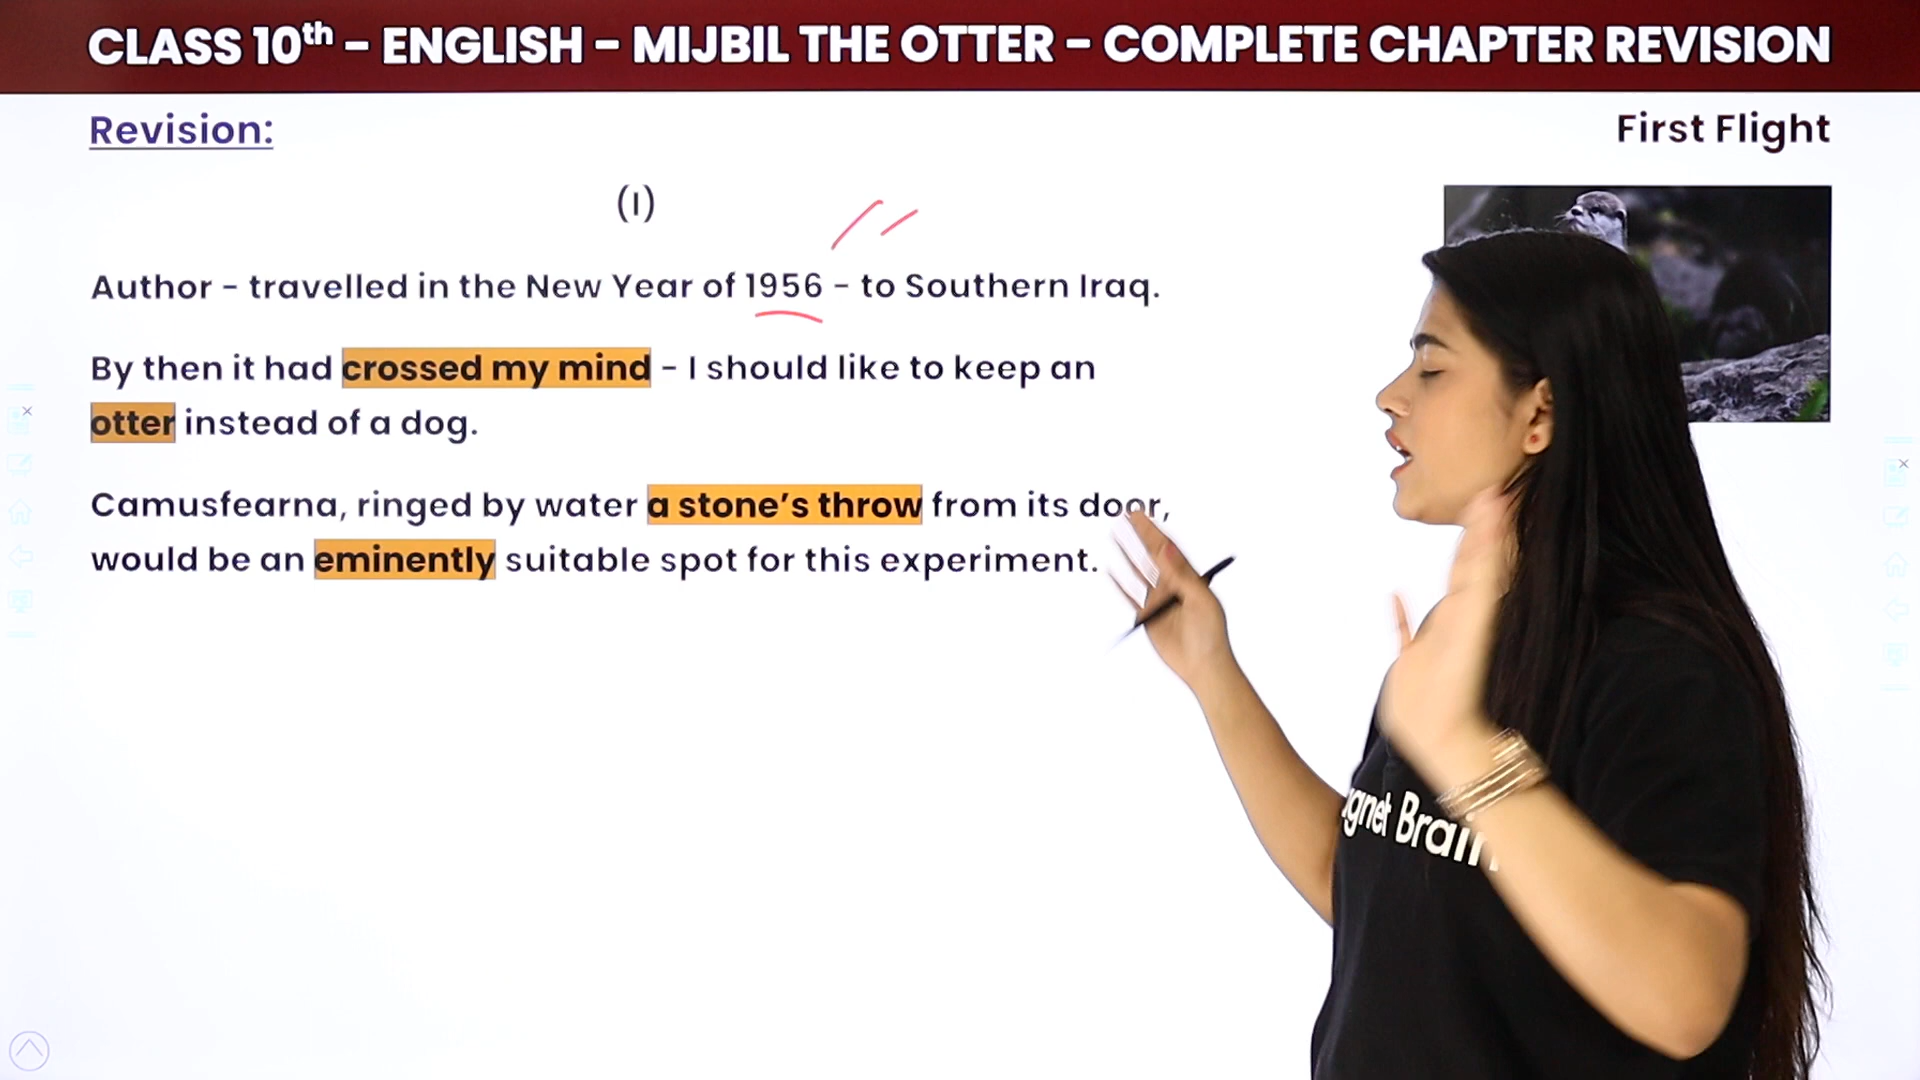 CLASS 10th – ENGLISH – MIJBIL THE OTTER – COMPLETE CHAPTER REVISION
Revision:
First Flight
(I)
Author - travelled in the New Year of 1956 - to Southern Iraq.
By then it had crossed my mind - I should like to keep an
otter instead of a dog.
Camusfearna, ringed by water a stone's throw from its door,
would be an eminently suitable spot for this experiment.